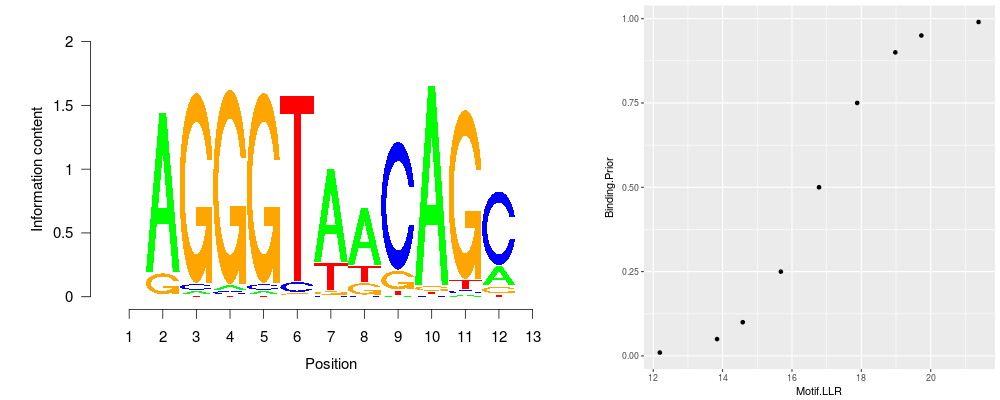 2
1.5
1
0.5
0
Information content
AGGGTAACAGC
1 2 3 4 5 6 7 8 9 10 11 12 13
Position
1.00
0.75
0.50
0.25
0.00
Binding.Prior
12 14 16 18 20
Motif.LLR